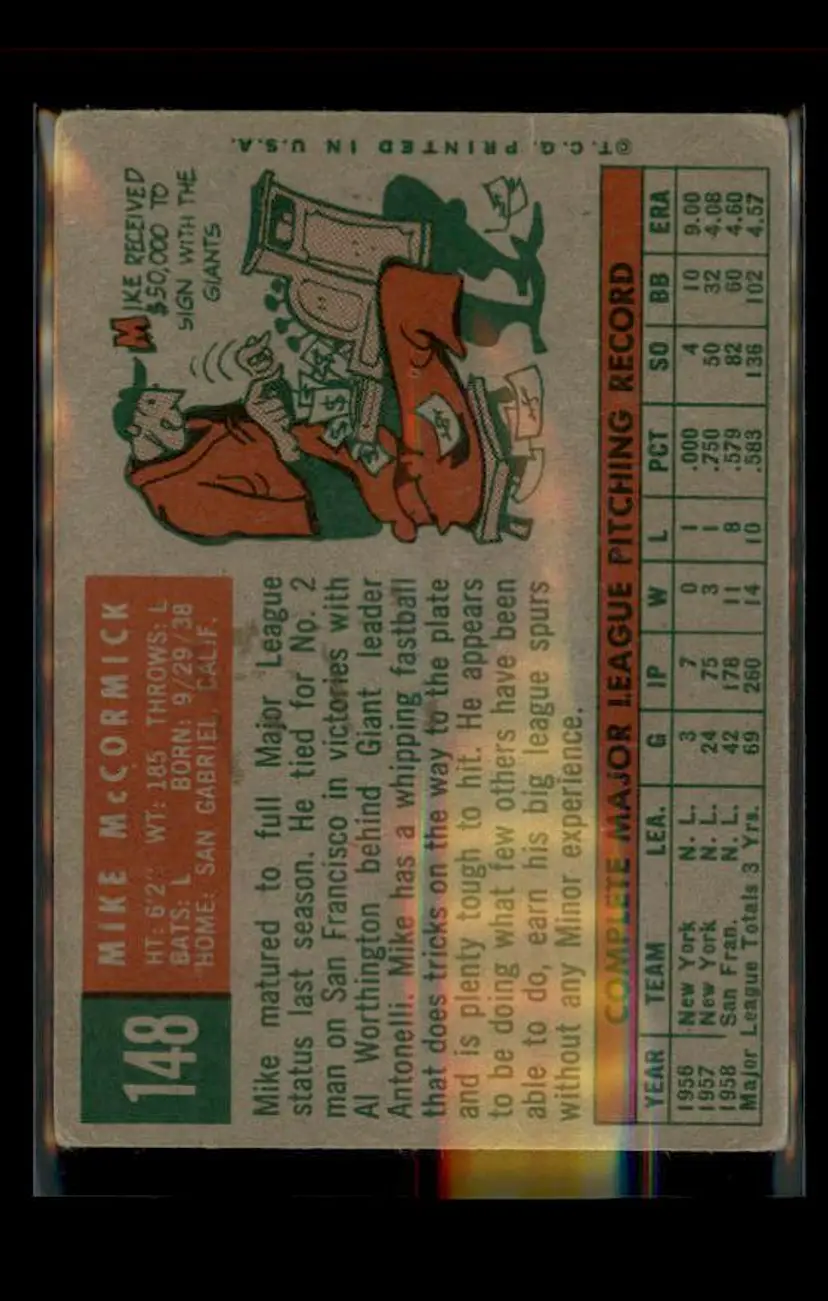 148
MIKE McCORMICK
HT: 6'2" WT: 185 THROWS: L
BATS: L BORN: 9/29/38
HOME: SAN GABRIEL, CALIF.
MIKE RECEIVED
$50,000 TO
SIGN WITH THE
GIANTS
$ $
Mike matured to full Major League
status last season. He tied for No. 2
man on San Francisco in victories with
Al Worthington behind Giant leader
Antonelli. Mike has a whipping fastball
that does tricks on the way to the plate
and is plenty tough to hit. He appears
to be doing what few others have been
able to do, earn his big league spurs
without any Minor experience.
COMPLETE MAJOR LEAGUE PITCHING RECORD
YEAR TEAM LEA. G IP W L PCT SO BB ERA
1956 New York N. L. 3 7 0 1 .000 4 10 9.00
1957 New York N. L. 24 75 3 1 .750 50 32 4.08
1958 San Fran. N. L. 42 178 11 8 .579 82 60 4.60
Major League Totals 3 Yrs. 69 260 14 10 .583 136 102 4.57
©T.C.G. PRINTED IN U.S.A.